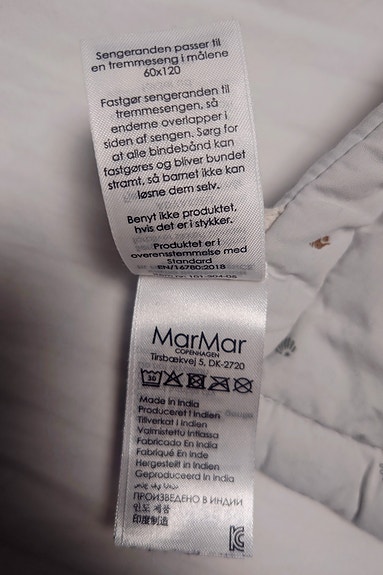 Sengeranden passer til
en tremmeseng i målene
60x120
Fastgør sengeranden til
tremmesengen, så
enderne overlapper i
siden af sengen. Sørg for
at alle bindebånd kan
fastgøres og bliver bundet
stramt, så barnet ikke kan
løsne dem selv.
Benyt ikke produktet,
hvis det er i stykker.
Produktet er i
overensstemmelse med
Standard
EN/16780:2018
MarMar
COPENHAGEN
Tirsbækvej 5, DK-2720
30
Made in India
Produceret i Indien
Tillverkat i Indien
Valmistettu Intiassa
Fabricado En India
Fabriqué En Inde
Hergestellt in Indien
Geproduceerd in India
ПРОИЗВЕДЕНО В ИНДИИ
인도 제품
印度制造